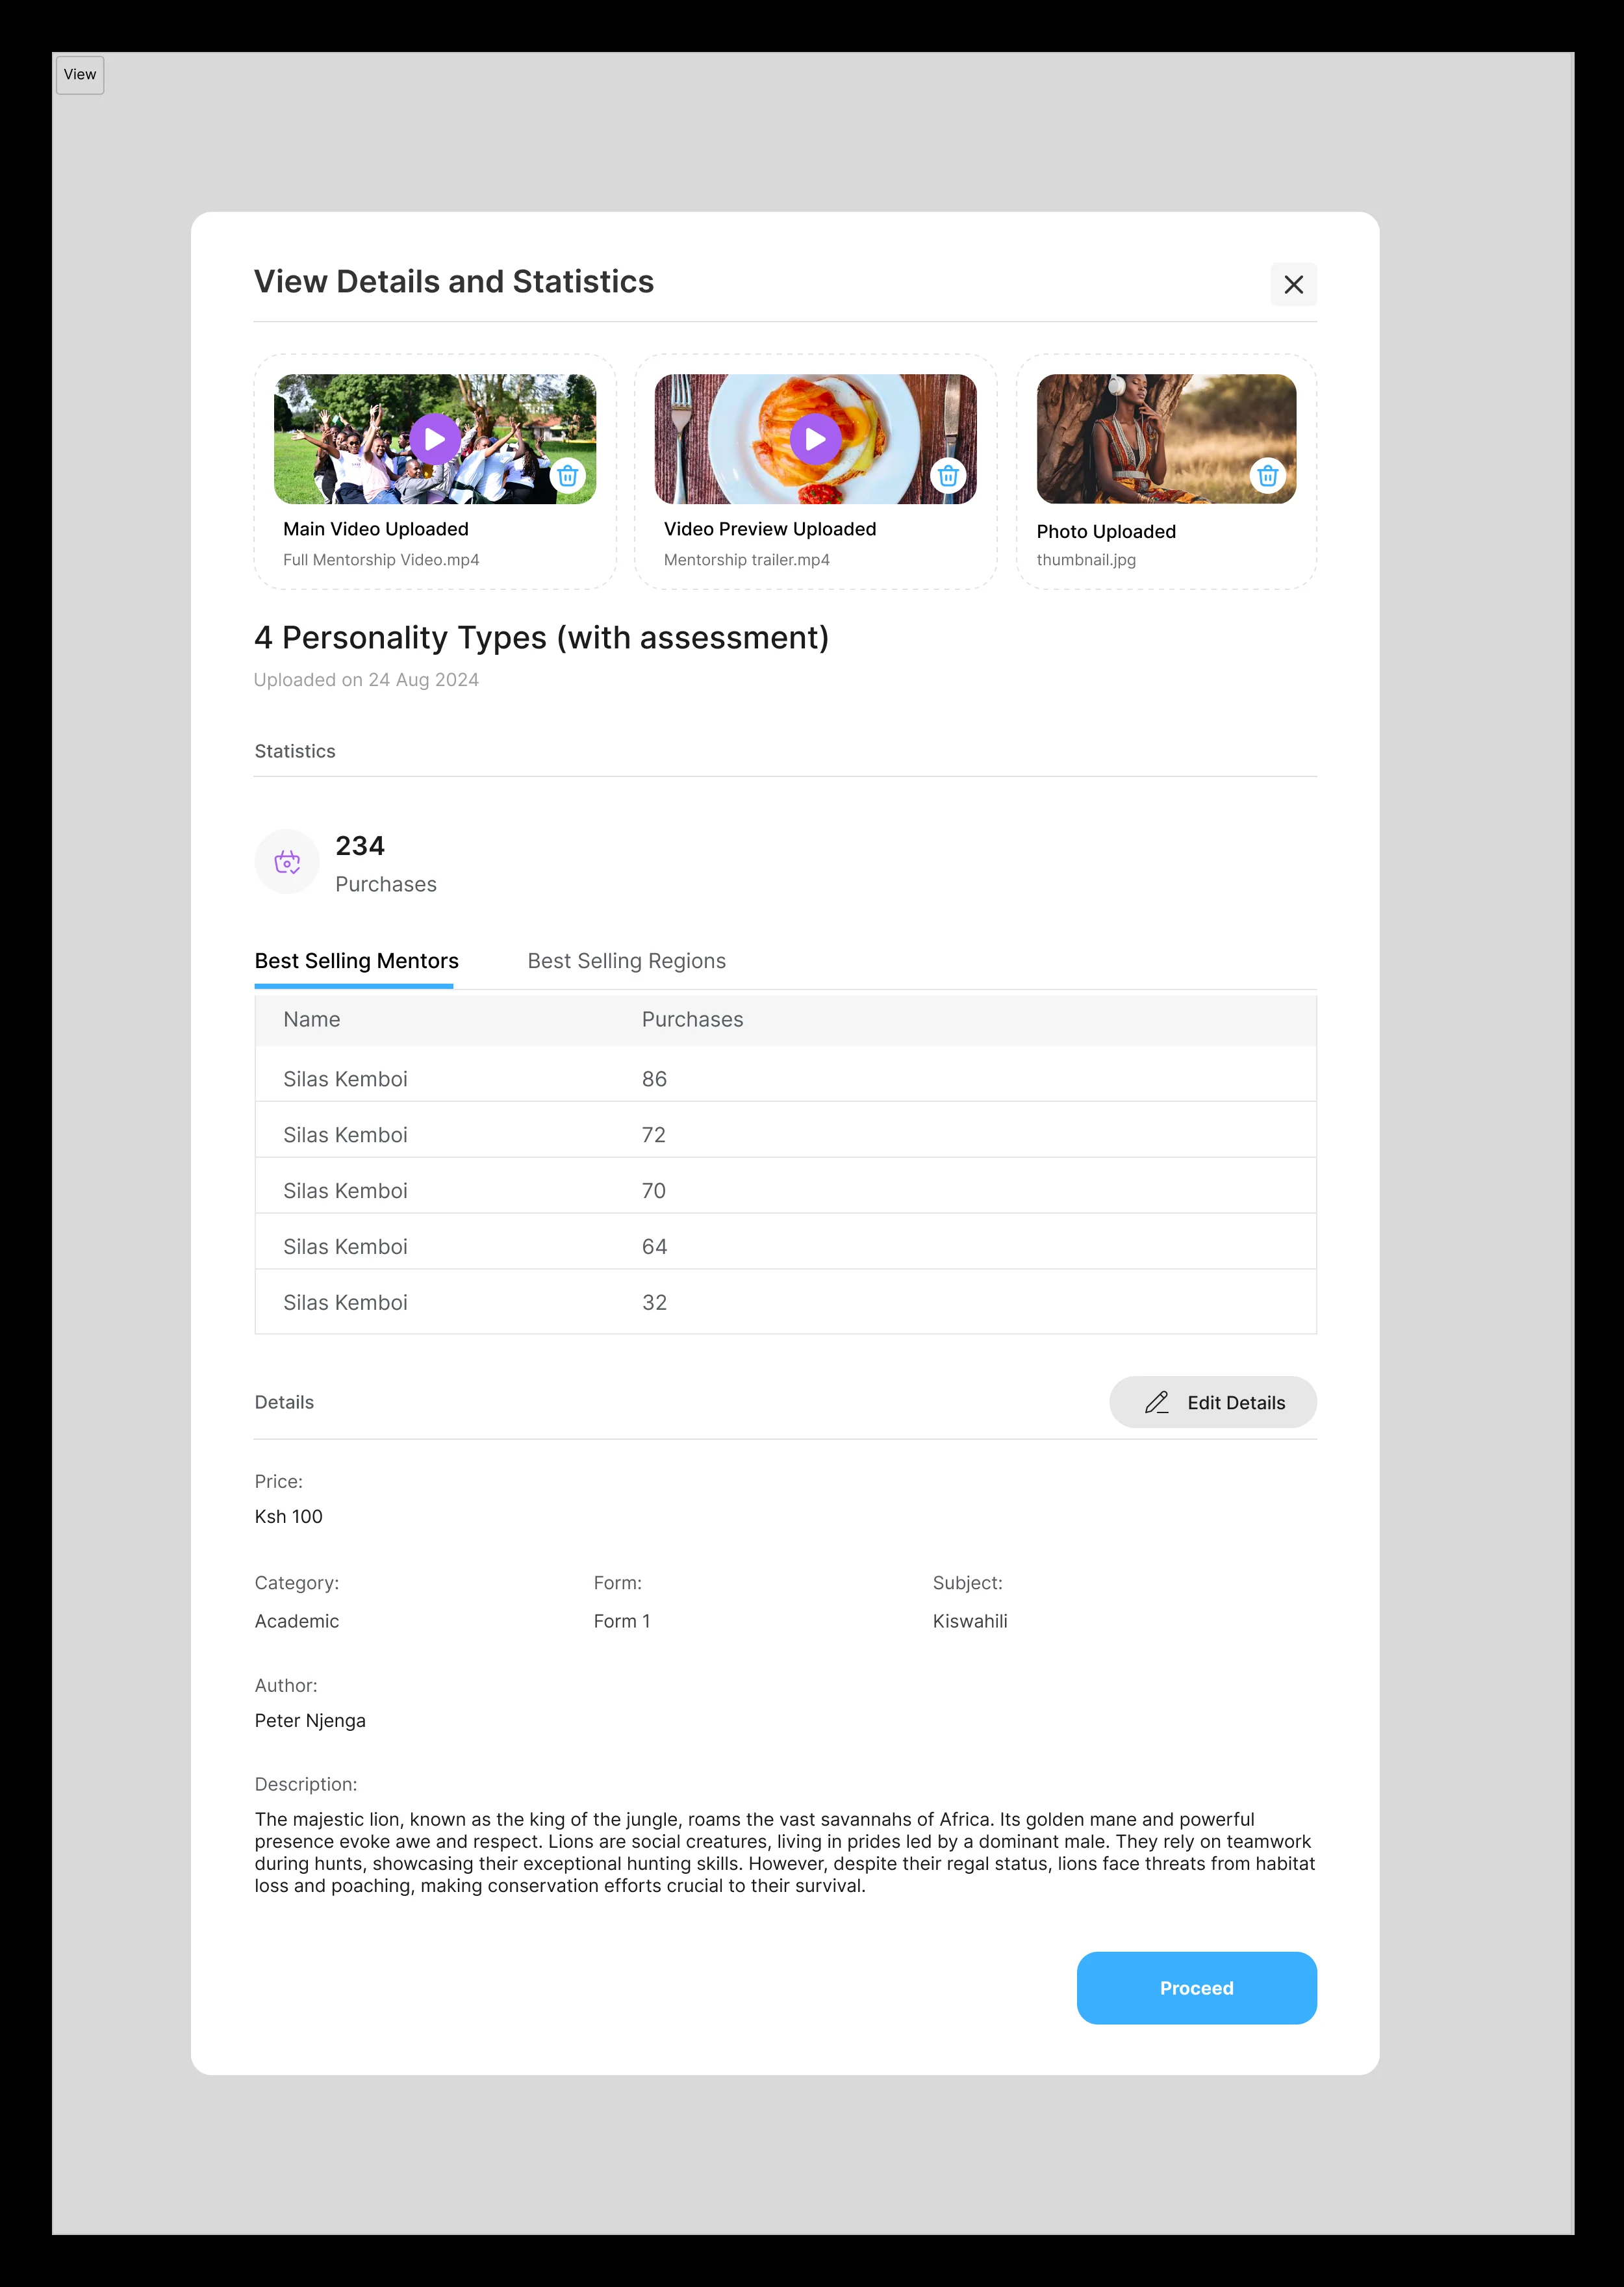 View
View Details and Statistics
Main Video Uploaded
Full Mentorship Video.mp4
Video Preview Uploaded
Mentorship trailer.mp4
Photo Uploaded
thumbnail.jpg
4 Personality Types (with assessment)
Uploaded on 24 Aug 2024
Statistics
234
Purchases
Best Selling Mentors Best Selling Regions
Name Purchases
Silas Kemboi 86
Silas Kemboi 72
Silas Kemboi 70
Silas Kemboi 64
Silas Kemboi 32
Details Edit Details
Price:
Ksh 100
Category: Form: Subject:
Academic Form 1 Kiswahili
Author:
Peter Njenga
Description:
The majestic lion, known as the king of the jungle, roams the vast savannahs of Africa. Its golden mane and powerful
presence evoke awe and respect. Lions are social creatures, living in prides led by a dominant male. They rely on teamwork
during hunts, showcasing their exceptional hunting skills. However, despite their regal status, lions face threats from habitat
loss and poaching, making conservation efforts crucial to their survival.
Proceed